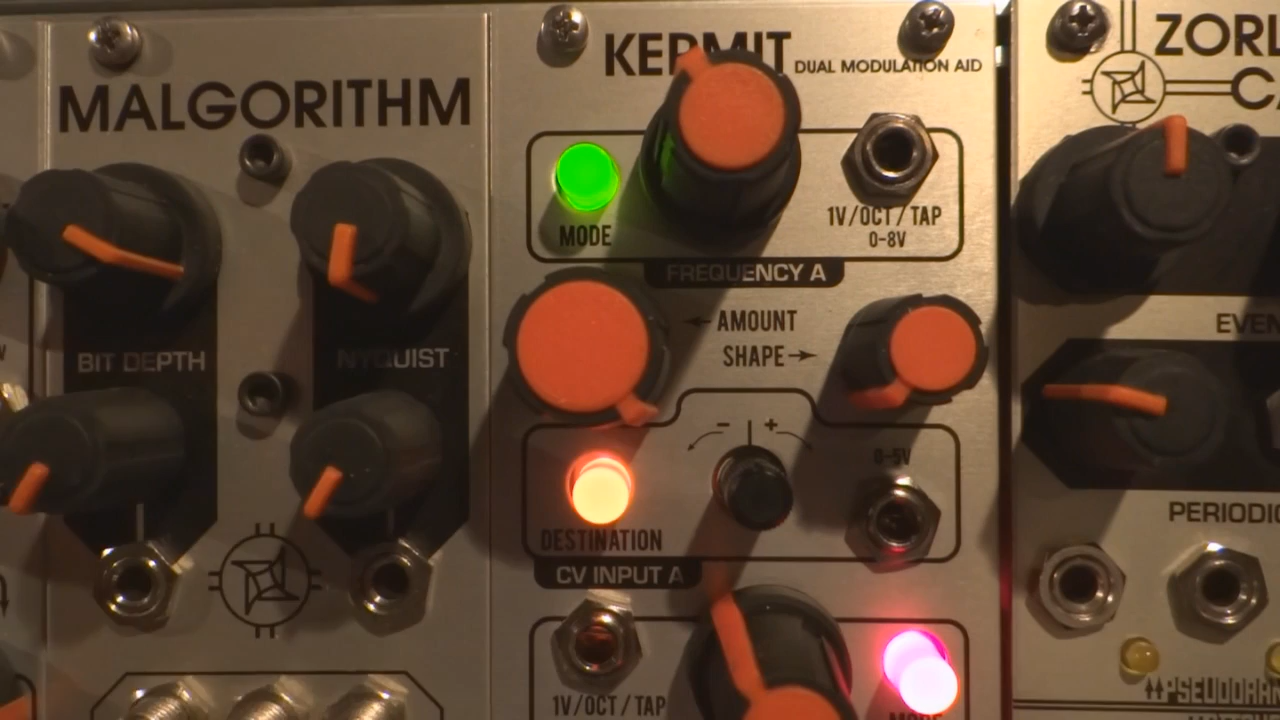 MALGORITHM
BIT DEPTH
NYQUIST
KERMIT
DUAL MODULATION AID
MODE
1V/OCT/TAP
0-8V
FREQUENCY A
← AMOUNT
SHAPE →
- +
0-5V
DESTINATION
CV INPUT A
1V/OCT/TAP
MODE
PERIODIC